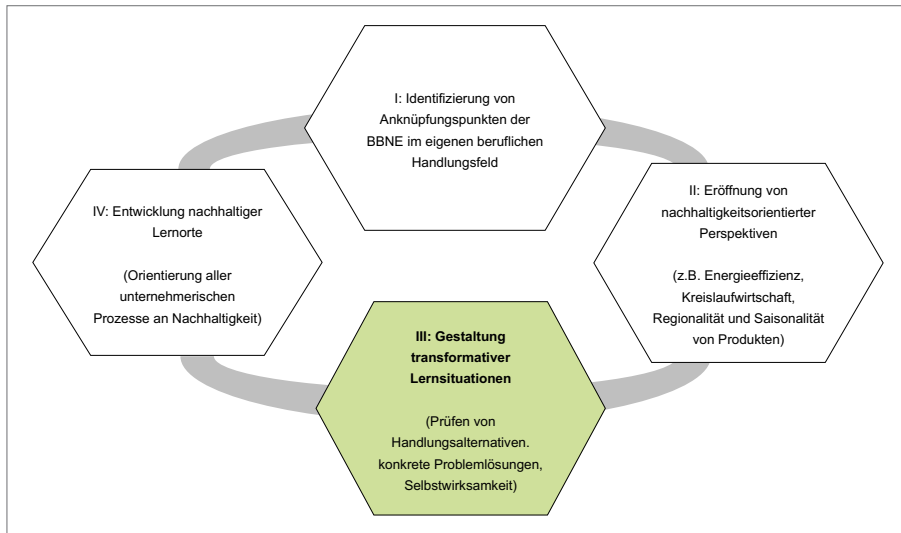 I: Identifizierung von
Anknüpfungspunkten der
BBNE im eigenen beruflichen
Handlungsfeld
II: Eröffnung von
nachhaltigkeitsorientierter
Perspektiven
(z.B. Energieeffizienz,
Kreislaufwirtschaft,
Regionalität und Saisonalität
von Produkten)
III: Gestaltung
transformativer
Lernsituationen
(Prüfen von
Handlungsalternativen.
konkrete Problemlösungen,
Selbstwirksamkeit)
IV: Entwicklung nachhaltiger
Lernorte
(Orientierung aller
unternehmerischen
Prozesse an Nachhaltigkeit)